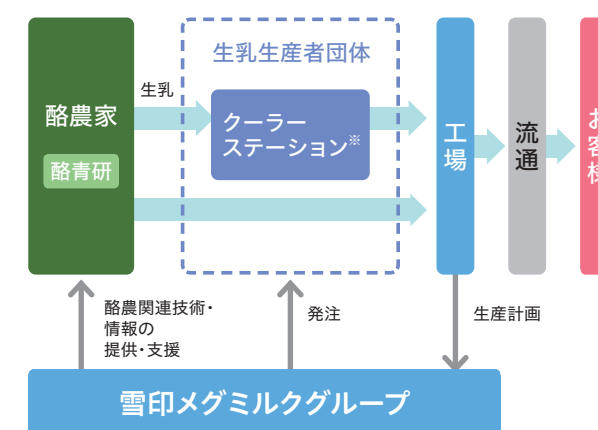 酪農家
酪青研
生乳
生乳生産者団体
クーラー
ステーション※
工場
流通
お客様
酪農関連技術・
情報の
提供・支援
発注
生産計画
雪印メグミルクグループ